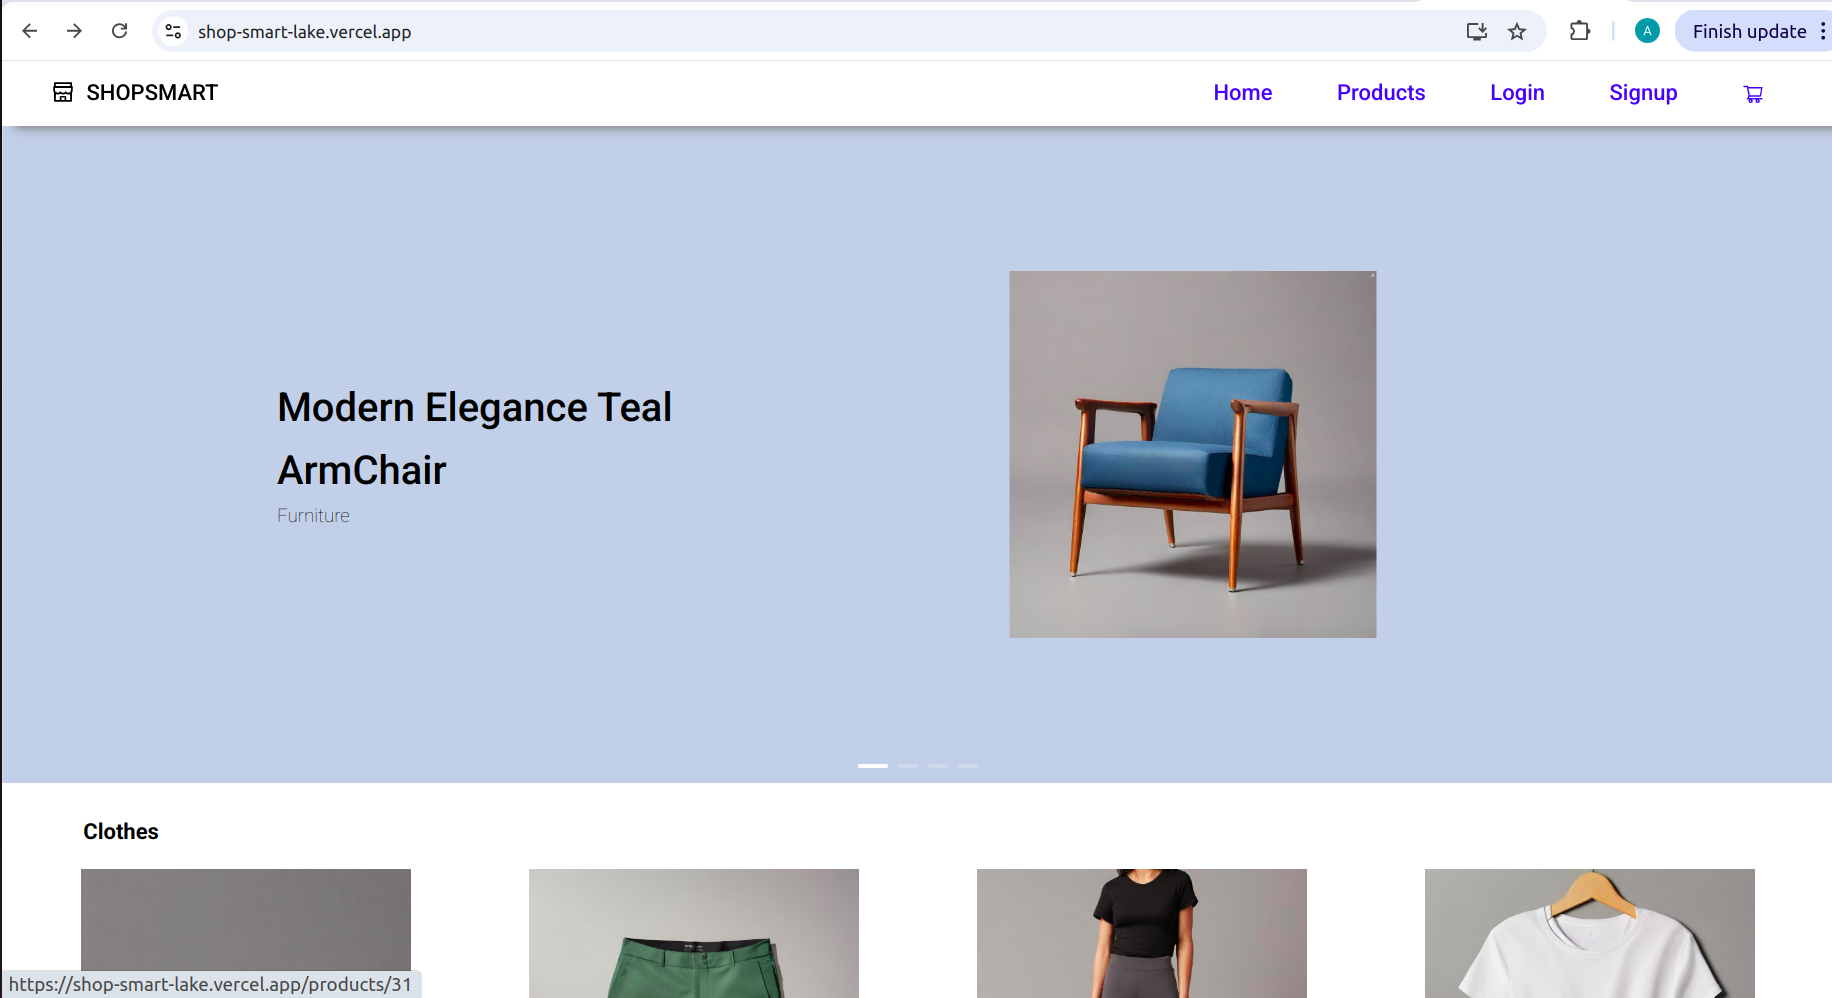 shop-smart-lake.vercel.app
A
Finish update
SHOPSMART
Home
Products
Login
Signup
Modern Elegance Teal
ArmChair
Furniture
Clothes
https://shop-smart-lake.vercel.app/products/31